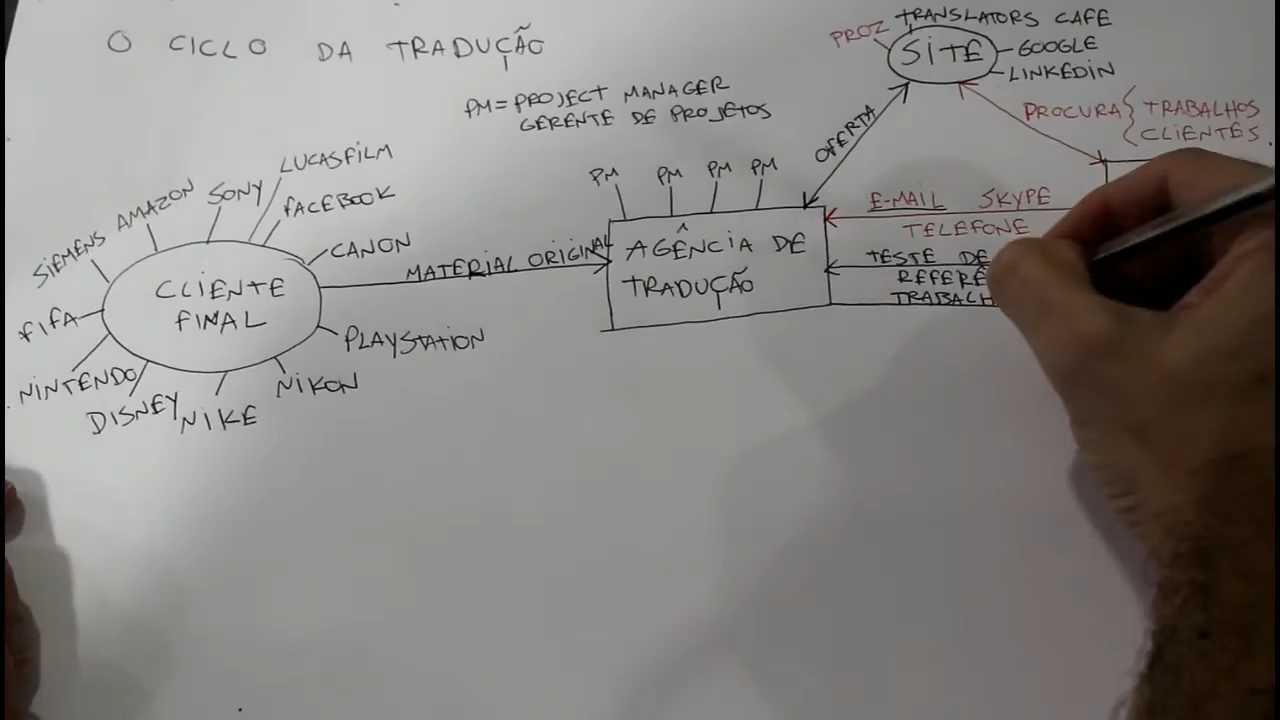 O CICLO DA TRADUÇÃO
PM = PROJECT MANAGER
GERENTE DE PROJETOS
PROZ
TRANSLATORS CAFE
SITE
GOOGLE
LINKEDIN
PROCURA { TRABALHOS
CLIENTES.
OFERTA
LUCASFILM
SONY
FACEBOOK
AMAZON
SIEMENS
CANON
FIFA
CLIENTE
FINAL
PLAYSTATION
NINTENDO
DISNEY
NIKE
NIKON
MATERIAL ORIGINAL
PM PM PM PM
AGÊNCIA DE
TRADUÇÃO
E-MAIL SKYPE
TELEFONE
TESTE DE